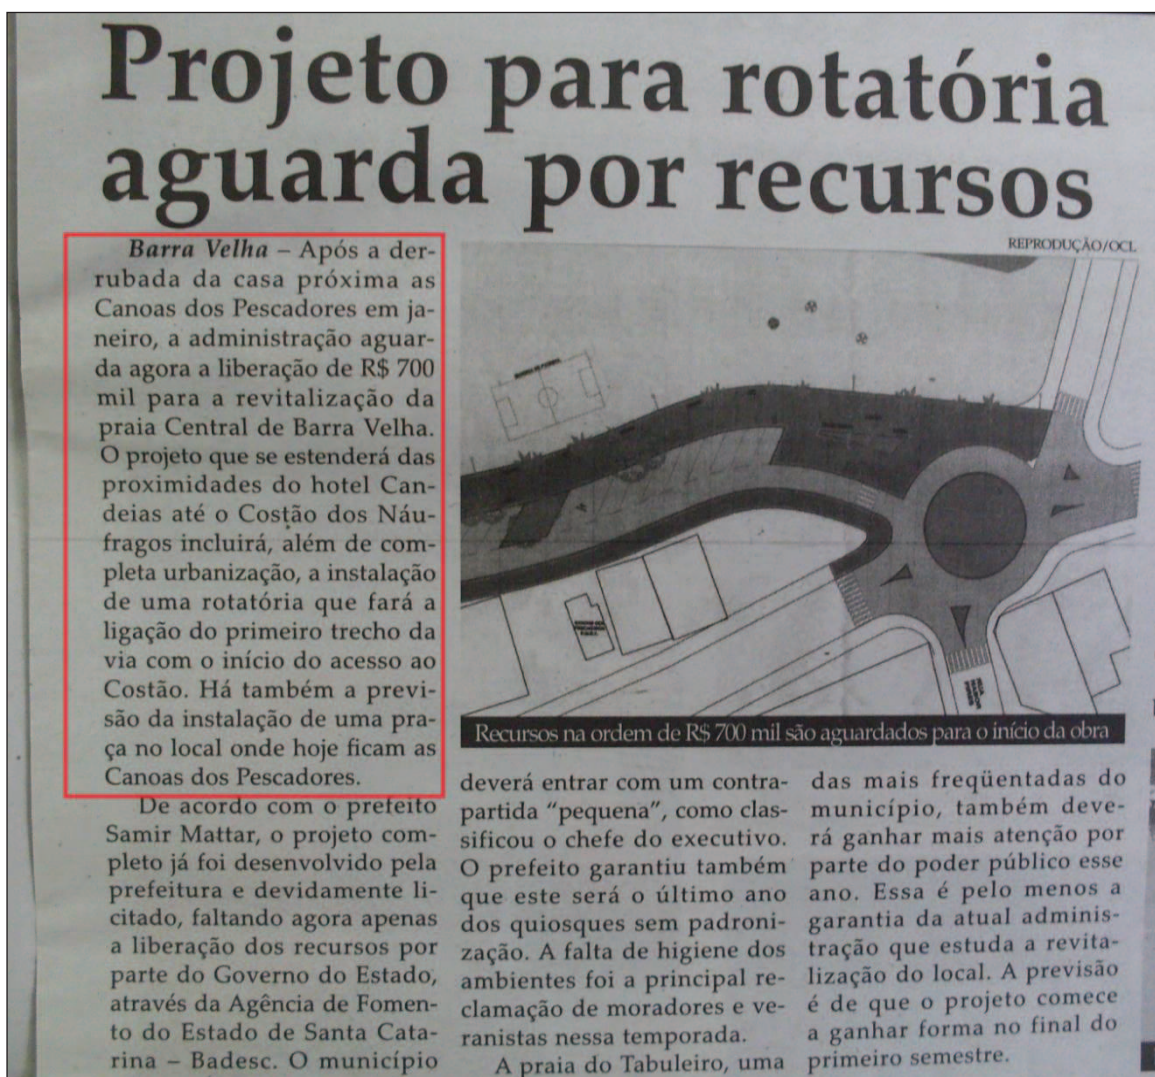 Projeto para rotatória
aguarda por recursos
REPRODUÇÃO/OCL
Barra Velha – Após a der-
rubada da casa próxima as
Canoas dos Pescadores em ja-
neiro, a administração aguar-
da agora a liberação de R$ 700
mil para a revitalização da
praia Central de Barra Velha.
O projeto que se estenderá das
proximidades do hotel Can-
deias até o Costão dos Náu-
fragos incluirá, além de com-
pleta urbanização, a instalação
de uma rotatória que fará a
ligação do primeiro trecho da
via com o início do acesso ao
Costão. Há também a previ-
são da instalação de uma pra-
ça no local onde hoje ficam as
Canoas dos Pescadores.
De acordo com o prefeito
Samir Mattar, o projeto com-
pleto já foi desenvolvido pela
prefeitura e devidamente li-
citado, faltando agora apenas
a liberação dos recursos por
parte do Governo do Estado,
através da Agência de Fomen-
to do Estado de Santa Cata-
rina – Badesc. O município
Recursos na ordem de R$ 700 mil são aguardados para o início da obra
deverá entrar com um contra-
partida “pequena”, como clas-
sificou o chefe do executivo.
O prefeito garantiu também
que este será o último ano
dos quiosques sem padroni-
zação. A falta de higiene dos
ambientes foi a principal re-
clamação de moradores e ve-
ranistas nessa temporada.
A praia do Tabuleiro, uma
das mais freqüentadas do
município, também deve-
rá ganhar mais atenção por
parte do poder público esse
ano. Essa é pelo menos a
garantia da atual adminis-
tração que estuda a revita-
lização do local. A previsão
é de que o projeto comece
a ganhar forma no final do
primeiro semestre.